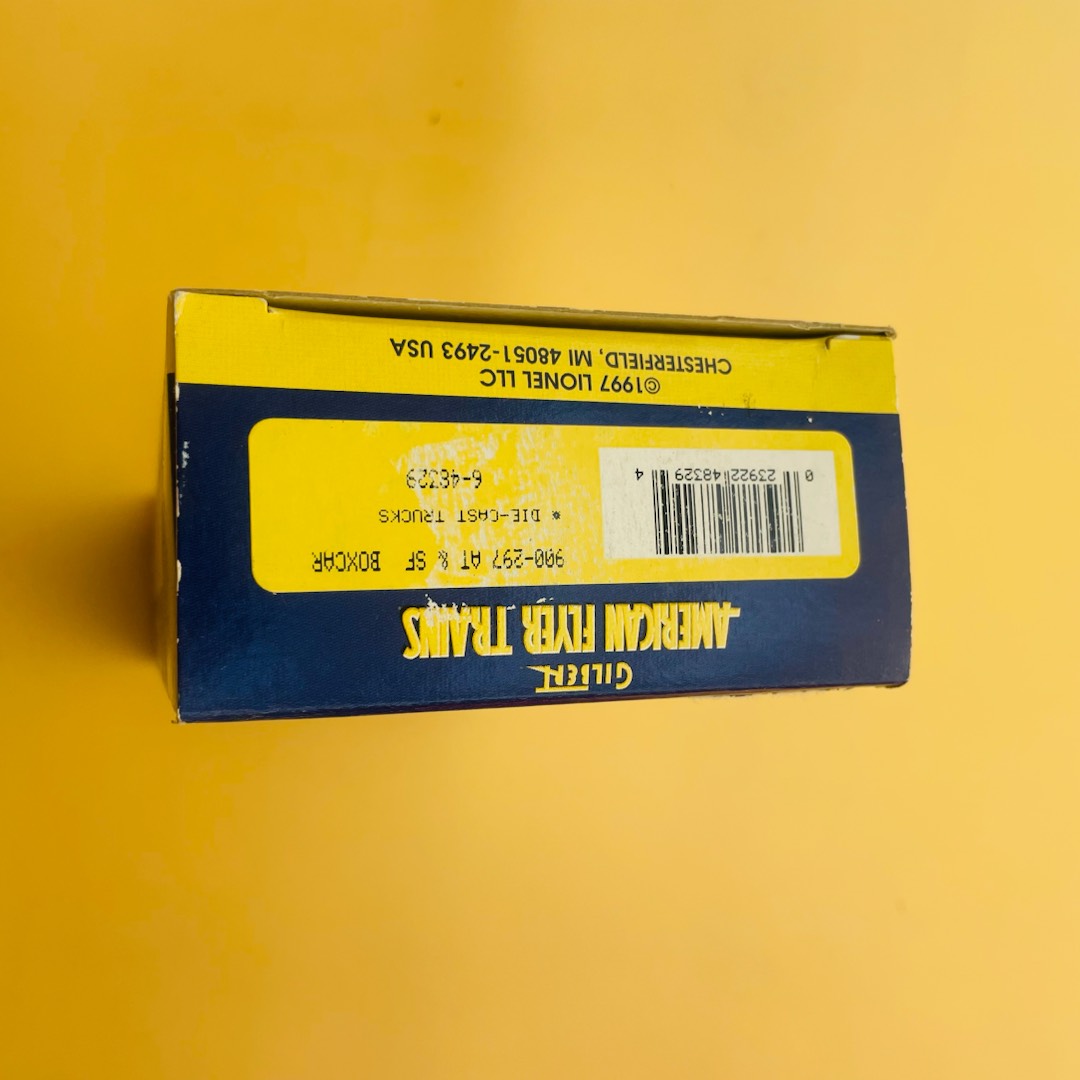 GILBERT
AMERICAN FLYER TRAINS
900-297 AT & SF BOXCAR
* DIE-CAST TRUCKS
6-48329
0 23922 48329 4
©1997 LIONEL LLC
CHESTERFIELD, MI 48051-2493 USA